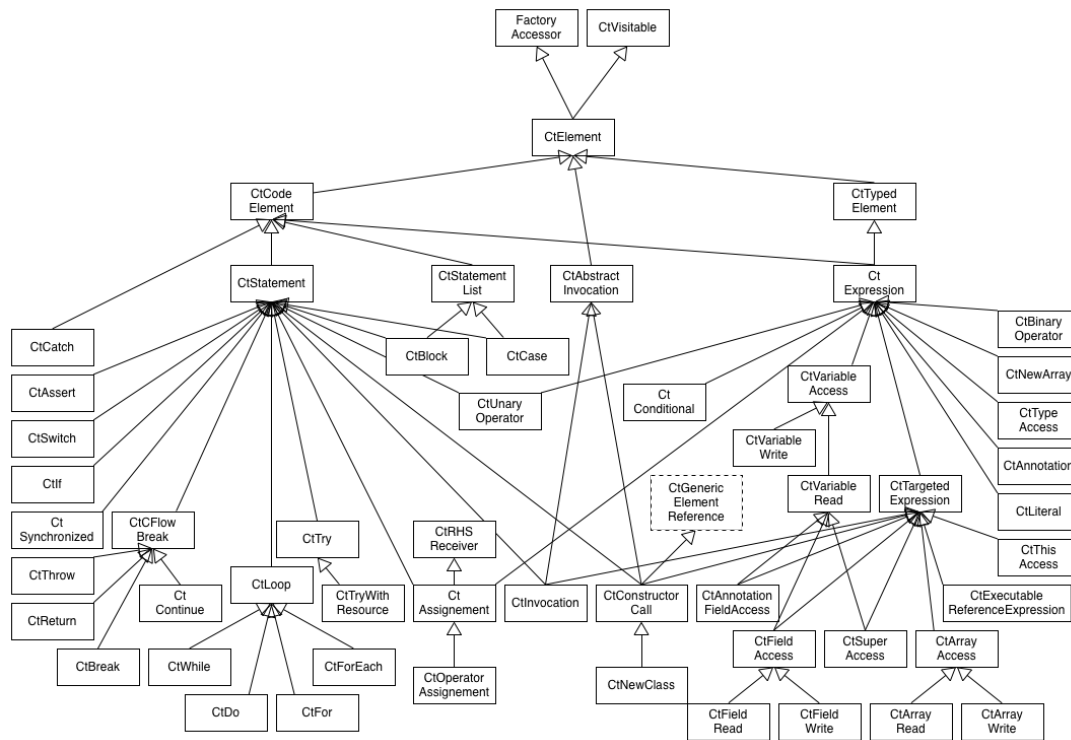 Factory
Accessor
CtVisitable
CtElement
CtCode
Element
CtTyped
Element
CtStatement
CtStatement
List
CtAbstract
Invocation
Ct
Expression
CtCatch
CtBlock
CtCase
CtBinary
Operator
CtAssert
CtUnary
Operator
Ct
Conditional
CtVariable
Access
CtNewArray
CtSwitch
CtVariable
Write
CtType
Access
CtIf
CtGeneric
Element
Reference
CtVariable
Read
CtTargeted
Expression
CtAnnotation
CtLiteral
Ct
Synchronized
CtCFlow
Break
CtTry
CtRHS
Receiver
CtThis
Access
CtThrow
Ct
Continue
CtLoop
CtTryWith
Resource
Ct
Assignement
CtInvocation
CtConstructor
Call
CtAnnotation
FieldAccess
CtExecutable
ReferenceExpression
CtReturn
CtBreak
CtWhile
CtForEach
CtOperator
Assignement
CtField
Access
CtSuper
Access
CtArray
Access
CtDo
CtFor
CtNewClass
CtField
Read
CtField
Write
CtArray
Read
CtArray
Write